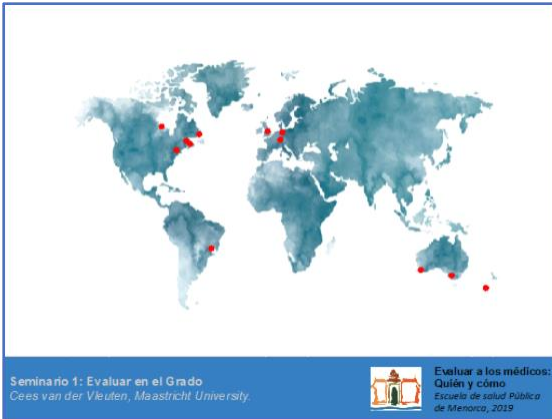 Seminario 1: Evaluar en el Grado
Cees van der Vleuten, Maastricht University.
Evaluar a los médicos:
Quién y cómo
Escuela de salud Pública
de Menorca, 2019